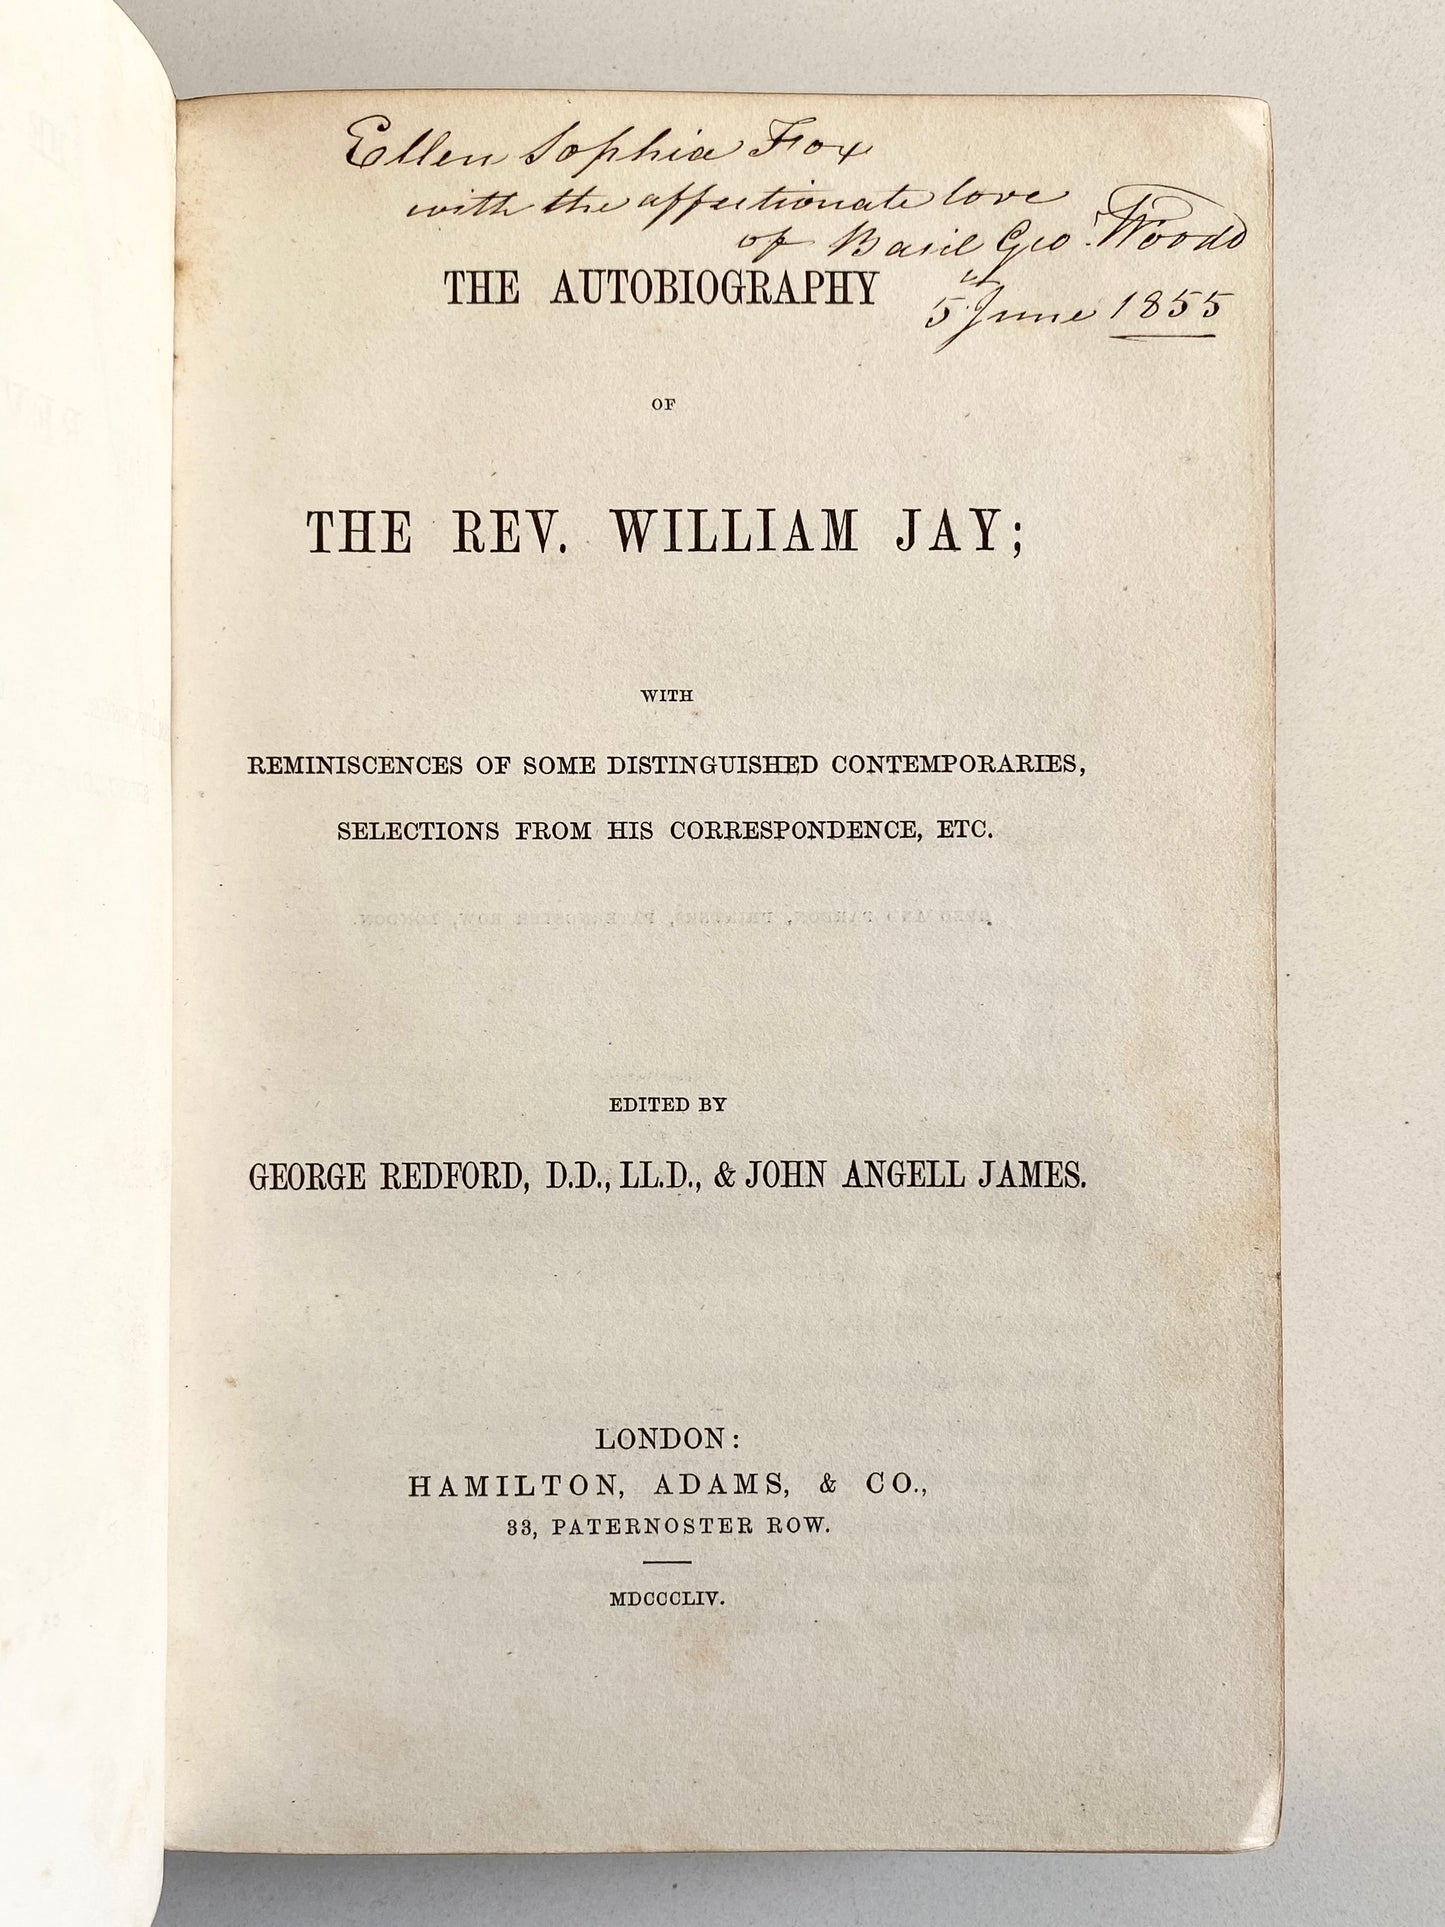 Ellen Sophia Fox
with the affectionate love
of Basil Geo. Woodd
5th June 1855
THE AUTOBIOGRAPHY
OF
THE REV. WILLIAM JAY;
WITH
REMINISCENCES OF SOME DISTINGUISHED CONTEMPORARIES,
SELECTIONS FROM HIS CORRESPONDENCE, ETC.
EDITED BY
GEORGE REDFORD, D.D., LL.D., & JOHN ANGELL JAMES.
LONDON:
HAMILTON, ADAMS, & CO.,
33, PATERNOSTER ROW.
MDCCCLIV.